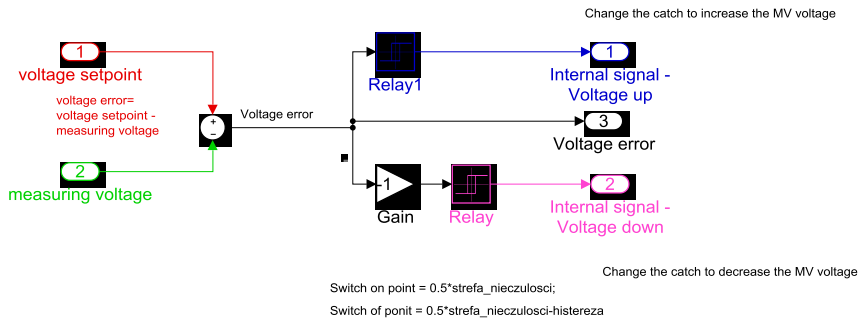 Change the catch to increase the MV voltage
1
voltage setpoint
voltage error=
voltage setpoint -
measuring voltage
+
−
Voltage error
2
measuring voltage
Relay1
1
Internal signal -
Voltage up
3
Voltage error
-1
Gain
Relay
2
Internal signal -
Voltage down
Change the catch to decrease the MV voltage
Switch on point = 0.5*strefa_nieczulosci;
Switch of ponit = 0.5*strefa_nieczulosci-histereza